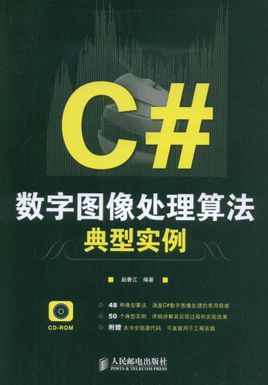 C#
数字图像处理算法
典型实例
赵春江 编著
48 种典型算法，涵盖C#数字图像处理的常用领域
50 个典型实例，详细讲解其实现过程和实现效果
附赠 本书全部源代码，可直接用于工程实践
CD-ROM
人民邮电出版社
POSTS & TELECOM PRESS